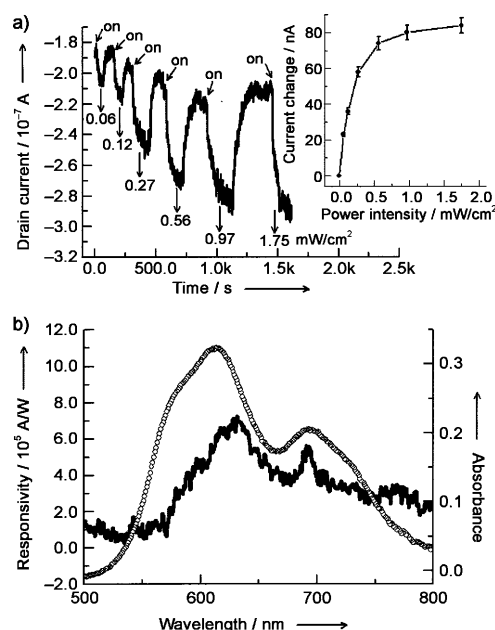 a)
Drain current / 10⁻⁷ A
−1.8
−2.0
−2.2
−2.4
−2.6
−2.8
−3.0
−3.2
on
on
on
on
on
on
0.06
0.12
0.27
0.56
0.97
1.75 mW/cm²
0.0 500.0 1.0k 1.5k 2.0k 2.5k
Time / s
Current change / nA
80
60
40
20
0
0.0 0.5 1.0 1.5 2.0
Power intensity / mW/cm²
b)
Responsivity / 10⁵ A/W
12.0
10.0
8.0
6.0
4.0
2.0
0.0
−2.0
0.3
0.2
0.1
0.0
Absorbance
500 600 700 800
Wavelength / nm